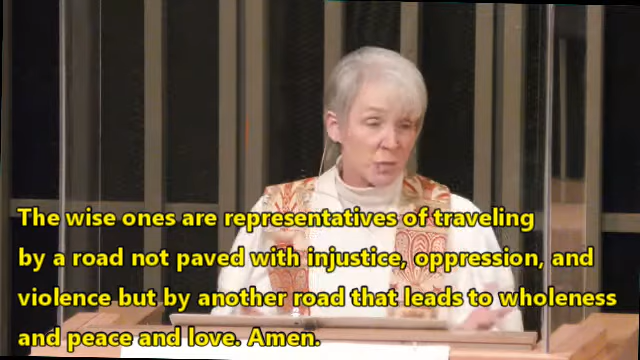 The wise ones are representatives of traveling
by a road not paved with injustice, oppression, and
violence but by another road that leads to wholeness
and peace and love. Amen.